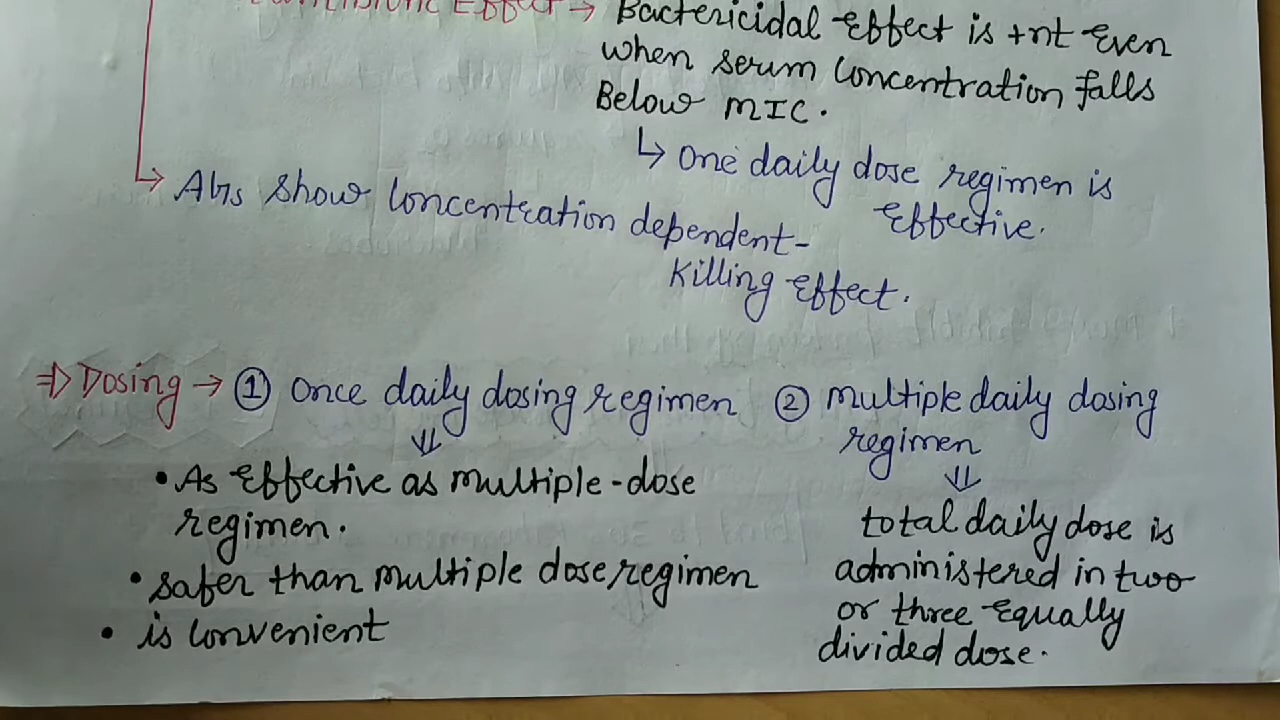 Effect → Bactericidal effect is +nt even
when serum concentration falls
Below MIC.
↳ One daily dose regimen is
effective.
↳ AGs show concentration dependent-
killing effect.
⇒ Dosing → ① Once daily dosing regimen ② multiple daily dosing
regimen
⇓ ⇓
• As effective as multiple-dose
regimen.
• safer than multiple dose regimen
• is convenient
total daily dose is
administered in two
or three equally
divided dose.